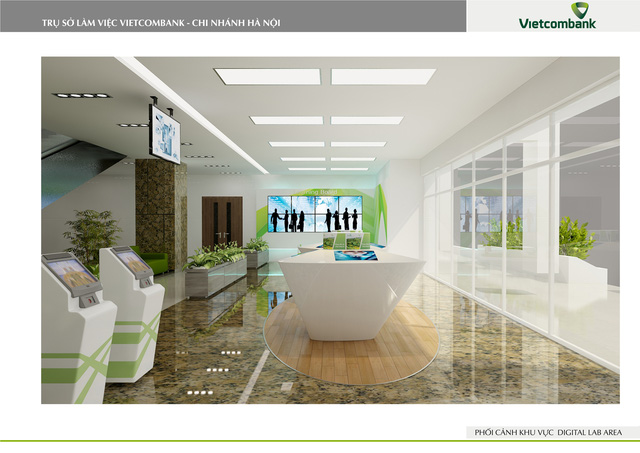 TRỤ SỞ LÀM VIỆC VIETCOMBANK - CHI NHÁNH HÀ NỘI
Vietcombank
PHỐI CẢNH KHU VỰC DIGITAL LAB AREA